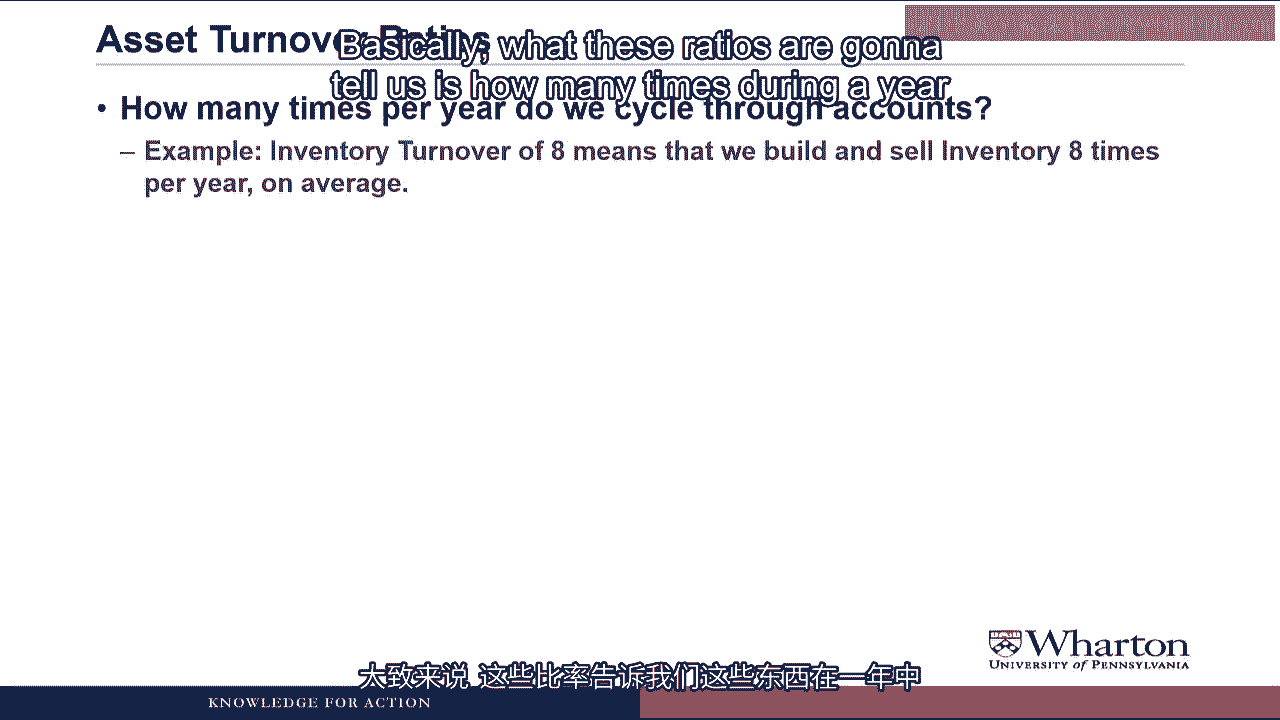 Asset Turnover Ratios
Basically, what these ratios are gonna
tell us is how many times during a year
• How many times per year do we cycle through accounts?
– Example: Inventory Turnover of 8 means that we build and sell Inventory 8 times
per year, on average.
Wharton
UNIVERSITY of PENNSYLVANIA
大致来说 这些比率告诉我们这些东西在一年中
KNOWLEDGE FOR ACTION